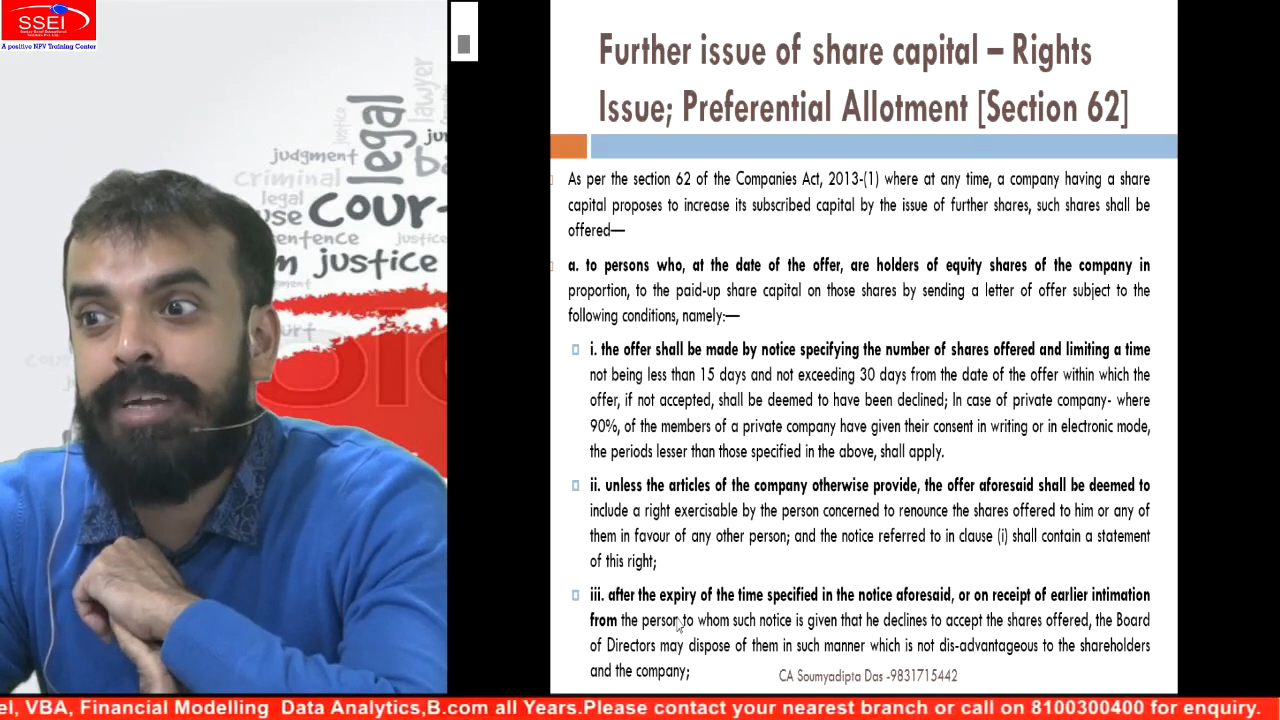 SSEI
A positive NPV Training Center
lawyer
legal
justice
judgment
criminal
legal
cour
sentence
justice
justice
Further issue of share capital – Rights
Issue; Preferential Allotment [Section 62]
As per the section 62 of the Companies Act, 2013-(1) where at any time, a company having a share
capital proposes to increase its subscribed capital by the issue of further shares, such shares shall be
offered—
a. to persons who, at the date of the offer, are holders of equity shares of the company in
proportion, to the paid-up share capital on those shares by sending a letter of offer subject to the
following conditions, namely:—
i. the offer shall be made by notice specifying the number of shares offered and limiting a time
not being less than 15 days and not exceeding 30 days from the date of the offer within which the
offer, if not accepted, shall be deemed to have been declined; In case of private company- where
90%, of the members of a private company have given their consent in writing or in electronic mode,
the periods lesser than those specified in the above, shall apply.
ii. unless the articles of the company otherwise provide, the offer aforesaid shall be deemed to
include a right exercisable by the person concerned to renounce the shares offered to him or any of
them in favour of any other person; and the notice referred to in clause (i) shall contain a statement
of this right;
iii. after the expiry of the time specified in the notice aforesaid, or on receipt of earlier intimation
from the person to whom such notice is given that he declines to accept the shares offered, the Board
of Directors may dispose of them in such manner which is not dis-advantageous to the shareholders
and the company;
CA Soumyadipta Das -9831715442
el, VBA, Financial Modelling Data Analytics,B.com all Years.Please contact your nearest branch or call on 8100300400 for enquiry.